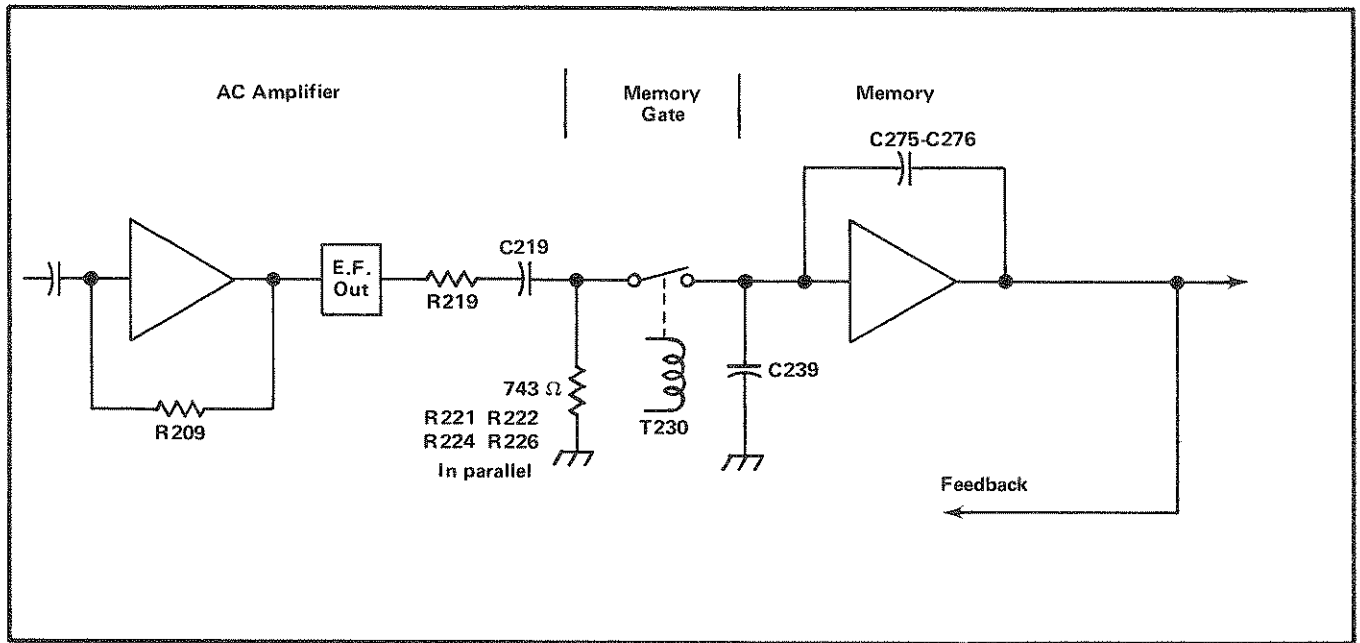 AC Amplifier
Memory
Gate
Memory
C275-C276
E.F.
Out
C219
R219
R209
743 Ω
R221 R222
R224 R226
In parallel
T230
C239
Feedback